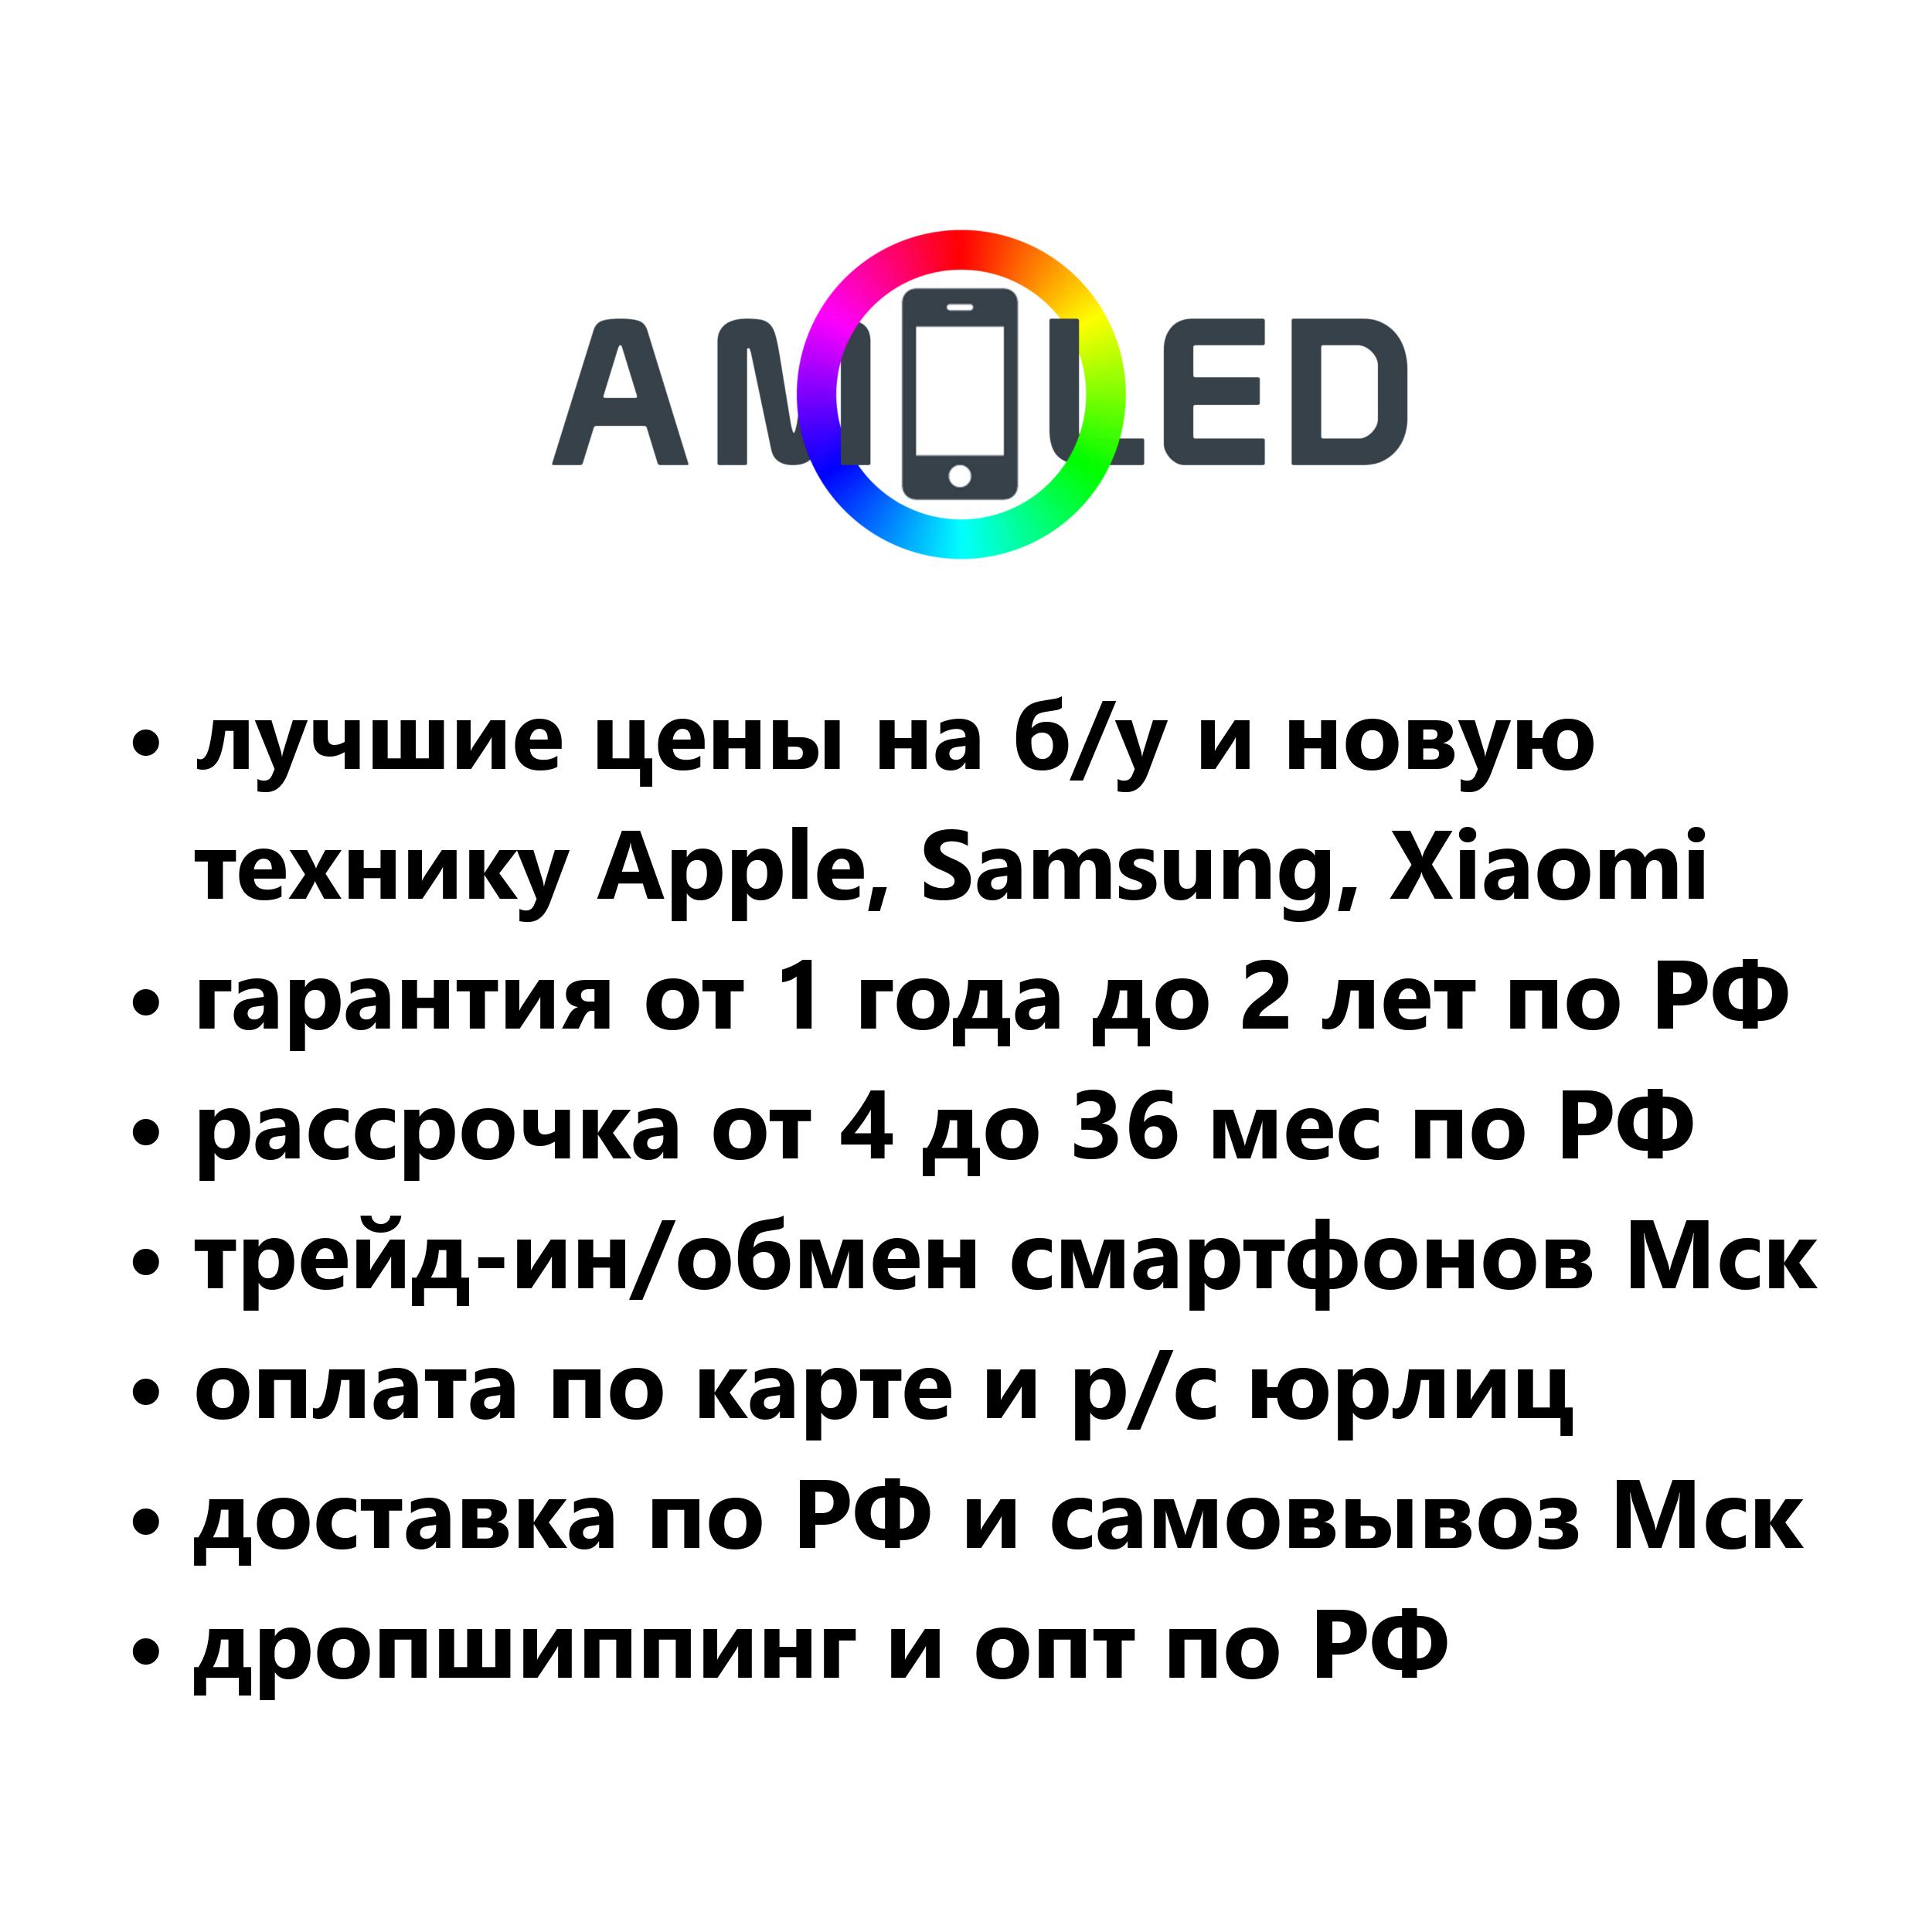 AMOLED
• лучшие цены на б/у и новую
технику Apple, Samsung, Xiaomi
• гарантия от 1 года до 2 лет по РФ
• рассрочка от 4 до 36 мес по РФ
• трейд-ин/обмен смартфонов Мск
• оплата по карте и р/с юрлиц
• доставка по РФ и самовывоз Мск
• дропшиппинг и опт по РФ